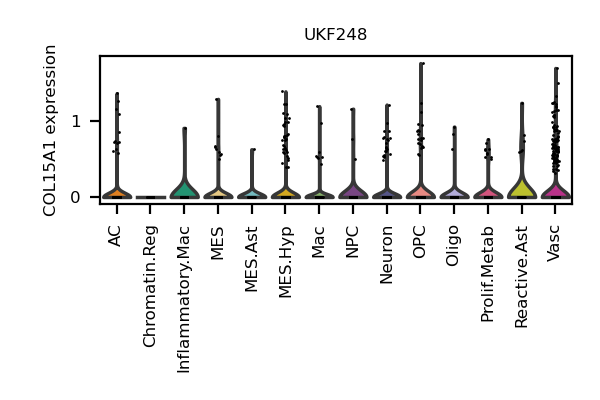 UKF248
COL15A1 expression
1
0
AC
Chromatin.Reg
Inflammatory.Mac
MES
MES.Ast
MES.Hyp
Mac
NPC
Neuron
OPC
Oligo
Prolif.Metab
Reactive.Ast
Vasc